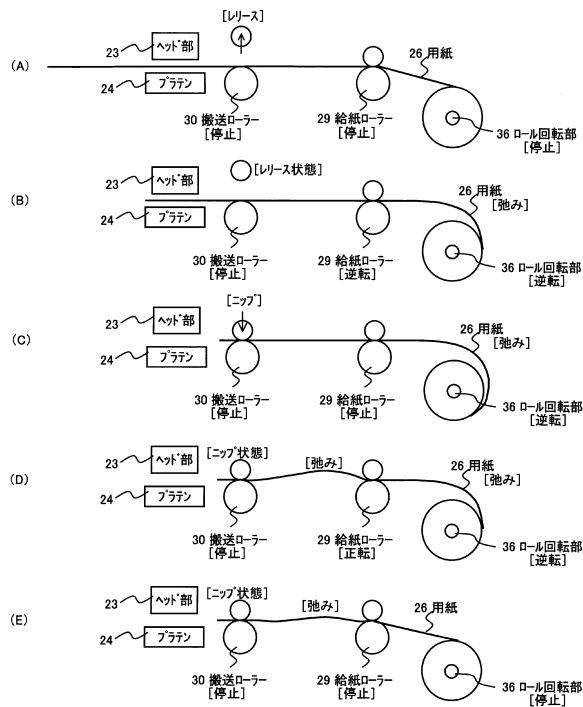 [レリース]
23
ヘッド部
26 用紙
(A)
24
プラテン
30 搬送ローラー
[停止]
29 給紙ローラー
[停止]
36 ロール回転部
[停止]
23
ヘッド部
[レリース状態]
26 用紙
[弛み]
(B)
24
プラテン
30 搬送ローラー
[停止]
29 給紙ローラー
[逆転]
36 ロール回転部
[逆転]
[ニップ]
23
ヘッド部
26 用紙
[弛み]
(C)
24
プラテン
30 搬送ローラー
[停止]
29 給紙ローラー
[停止]
36 ロール回転部
[逆転]
[ニップ状態]
23
ヘッド部
[弛み]
26 用紙
[弛み]
(D)
24
プラテン
30 搬送ローラー
[停止]
29 給紙ローラー
[正転]
36 ロール回転部
[逆転]
[ニップ状態]
23
ヘッド部
[弛み]
26 用紙
(E)
24
プラテン
30 搬送ローラー
[停止]
29 給紙ローラー
[停止]
36 ロール回転部
[停止]